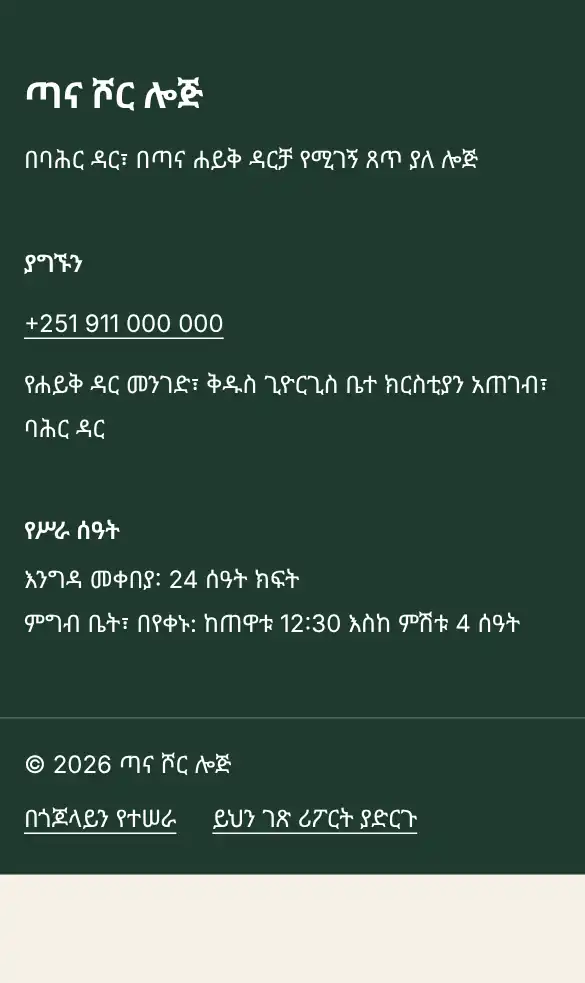 ጣና ሾር ሎጅ
በባሕር ዳር፣ በጣና ሐይቅ ዳርቻ የሚገኝ ጸጥ ያለ ሎጅ
ያግኙን
+251 911 000 000
የሐይቅ ዳር መንገድ፣ ቅዱስ ጊዮርጊስ ቤተ ክርስቲያን አጠገብ፣
ባሕር ዳር
የሥራ ሰዓት
እንግዳ መቀበያ: 24 ሰዓት ክፍት
ምግብ ቤት፣ በየቀኑ: ከጠዋቱ 12:30 እስከ ምሽቱ 4 ሰዓት
© 2026 ጣና ሾር ሎጅ
በጎጆላይን የተሠራ ይህን ገጽ ሪፖርት ያድርጉ